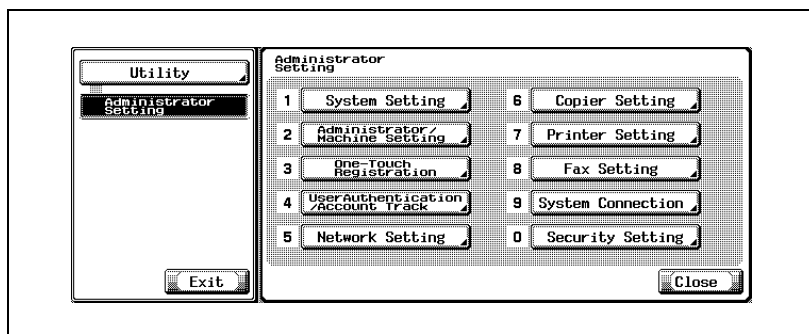 Utility
Administrator
Setting
Exit
Administrator
Setting
1 System Setting
2 Administrator/
Machine Setting
3 One-Touch
Registration
4 UserAuthentication
/Account Track
5 Network Setting
6 Copier Setting
7 Printer Setting
8 Fax Setting
9 System Connection
0 Security Setting
Close